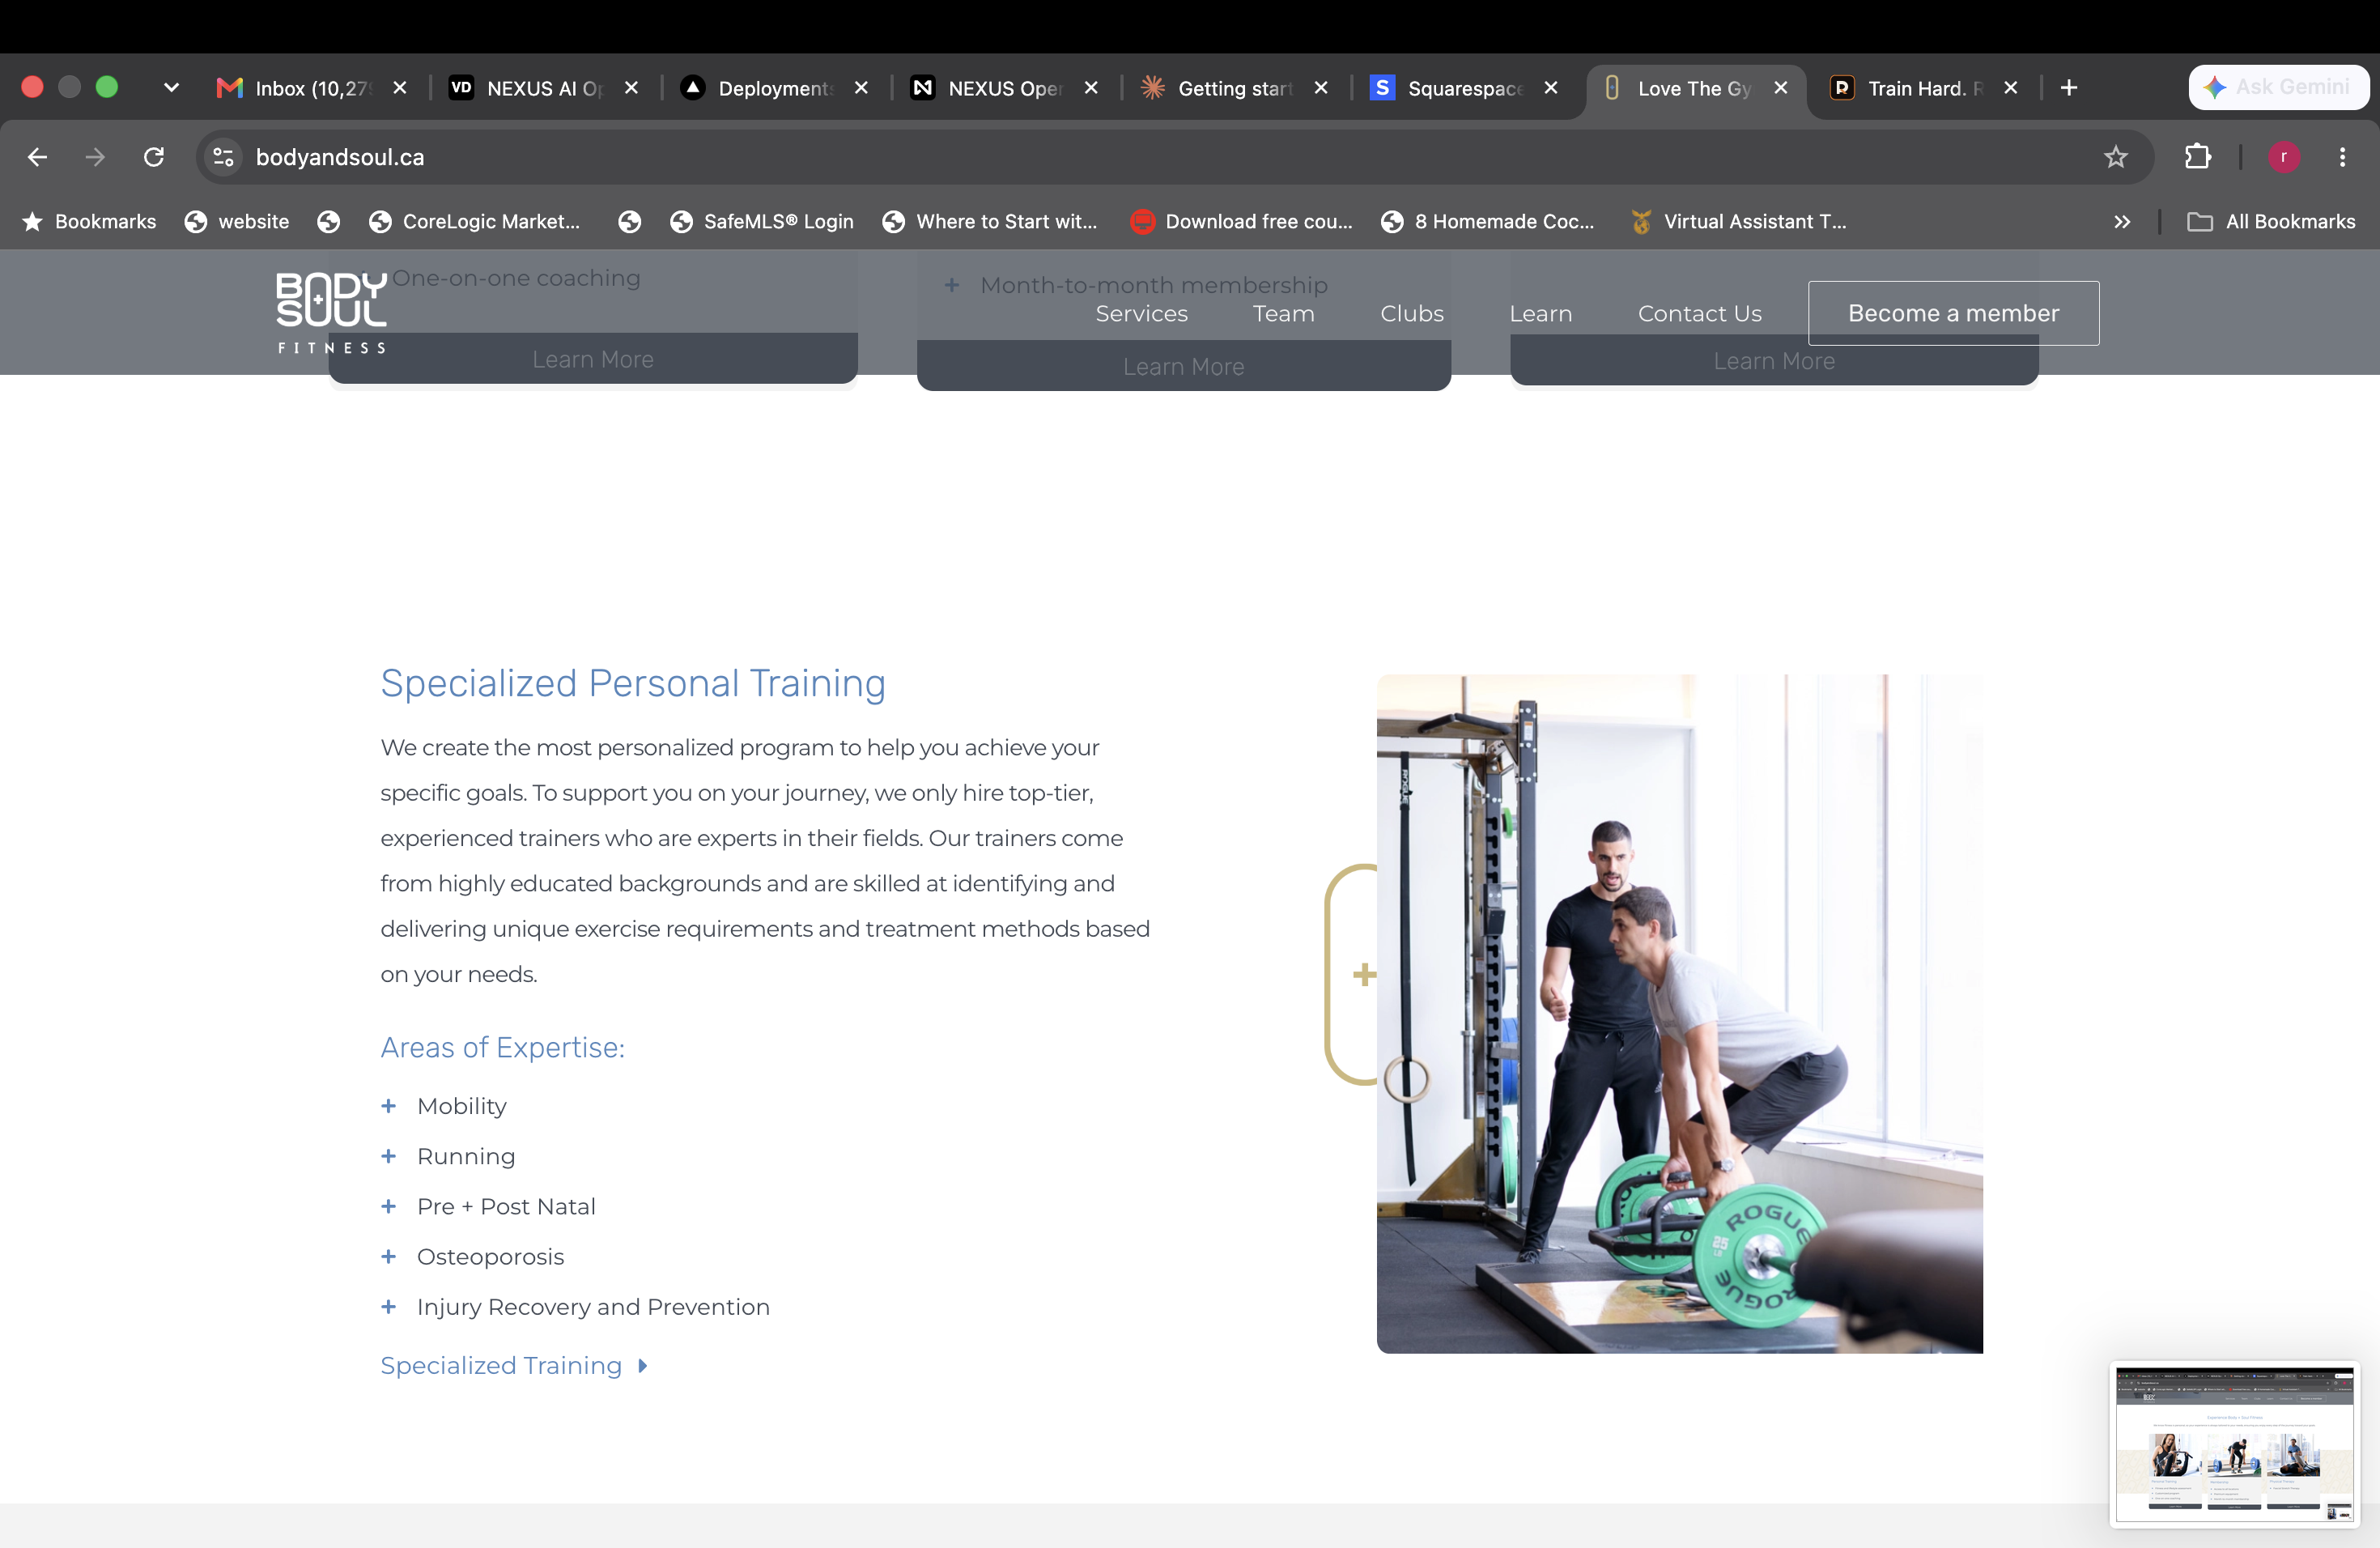 Inbox (10,279
NEXUS AI Op
Deployments
NEXUS Oper
Getting start
Squarespace
Love The Gy
Train Hard. R
Ask Gemini
bodyandsoul.ca
r
Bookmarks
website
CoreLogic Market...
SafeMLS® Login
Where to Start wit...
Download free cou...
8 Homemade Coc...
Virtual Assistant T...
All Bookmarks
BODY
SOUL
FITNESS
One-on-one coaching
+ Month-to-month membership
Services
Team
Clubs
Learn
Contact Us
Become a member
Learn More
Learn More
Learn More
Specialized Personal Training
We create the most personalized program to help you achieve your
specific goals. To support you on your journey, we only hire top-tier,
experienced trainers who are experts in their fields. Our trainers come
from highly educated backgrounds and are skilled at identifying and
delivering unique exercise requirements and treatment methods based
on your needs.
Areas of Expertise:
+ Mobility
+ Running
+ Pre + Post Natal
+ Osteoporosis
+ Injury Recovery and Prevention
Specialized Training
ROGUE
25
LB
ROGUE